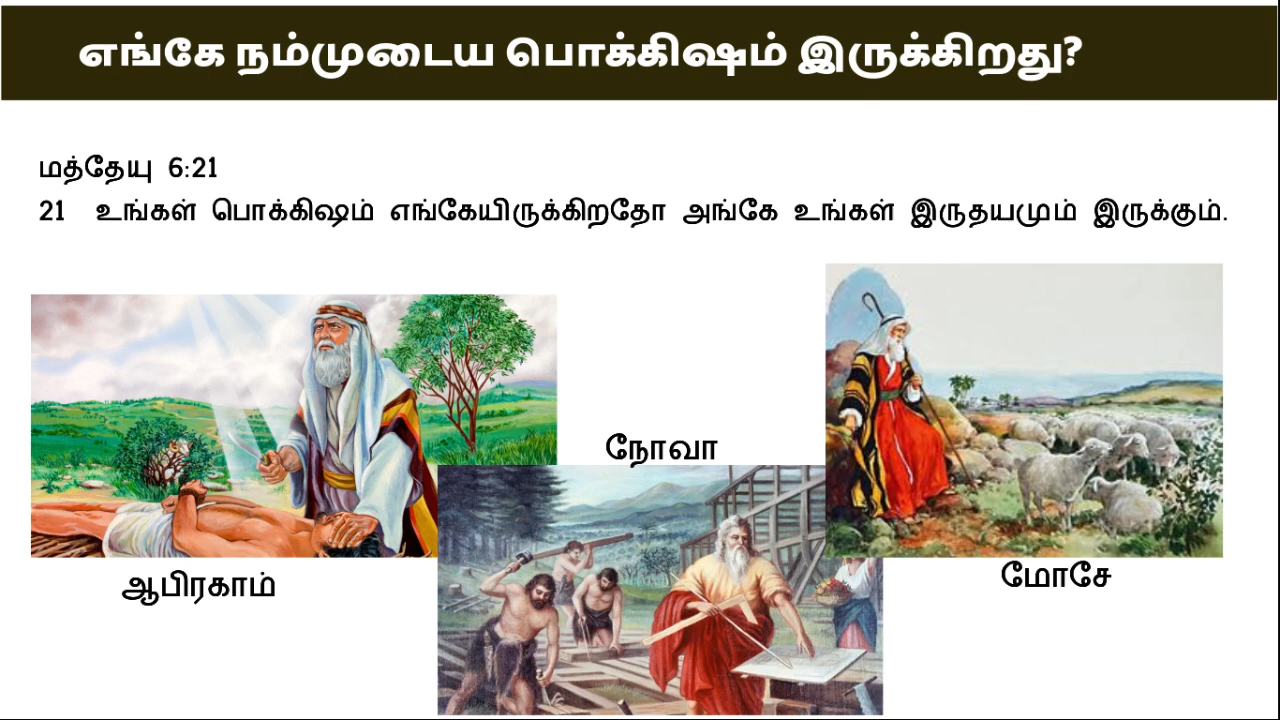 எங்கே நம்முடைய பொக்கிஷம் இருக்கிறது?
மத்தேயு 6:21
21 உங்கள் பொக்கிஷம் எங்கேயிருக்கிறதோ அங்கே உங்கள் இருதயமும் இருக்கும்.
நோவா
ஆபிரகாம்
மோசே